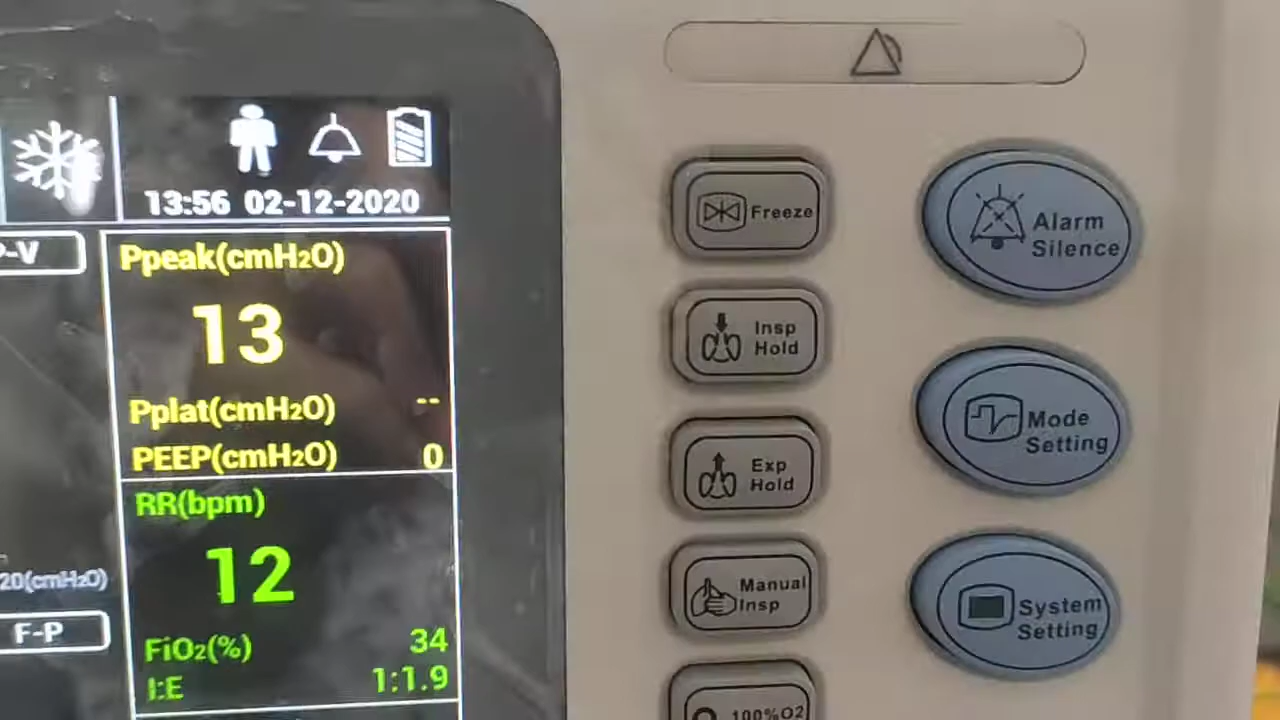 13:56 02-12-2020
P-V
Ppeak(cmH2O)
13
Pplat(cmH2O) --
PEEP(cmH2O) 0
RR(bpm)
12
20(cmH2O)
F-P
FiO2(%) 34
I:E 1:1.9
Freeze
Insp
Hold
Exp
Hold
Manual
Insp
100%O2
Alarm
Silence
Mode
Setting
System
Setting